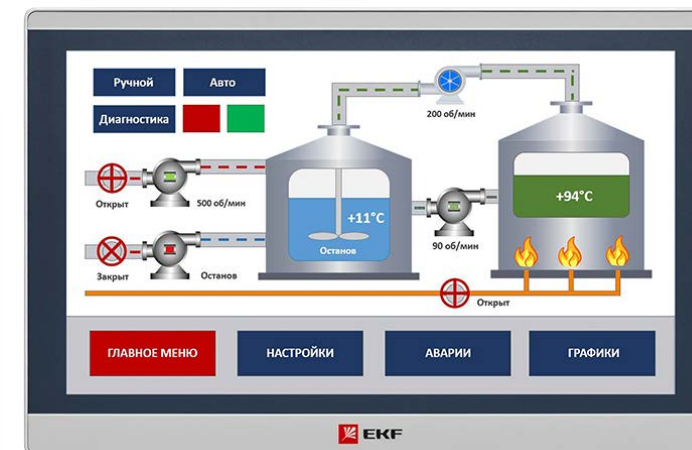 Ручной
Авто
Диагностика
200 об/мин
Открыт
500 об/мин
+11°C
Останов
+94°C
90 об/мин
Закрыт
Останов
Открыт
ГЛАВНОЕ МЕНЮ
НАСТРОЙКИ
АВАРИИ
ГРАФИКИ
EKF